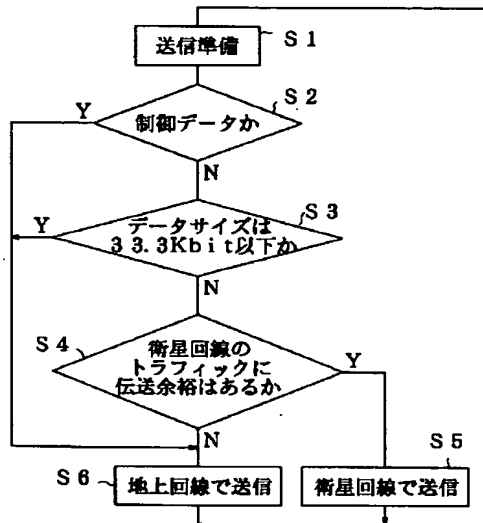 送信準備
S1
S2
Y
制御データか
N
S3
Y
データサイズは
33.3Kbit以下か
N
S4
衛星回線の
トラフィックに
伝送余裕はあるか
Y
N
S5
S6
地上回線で送信
衛星回線で送信